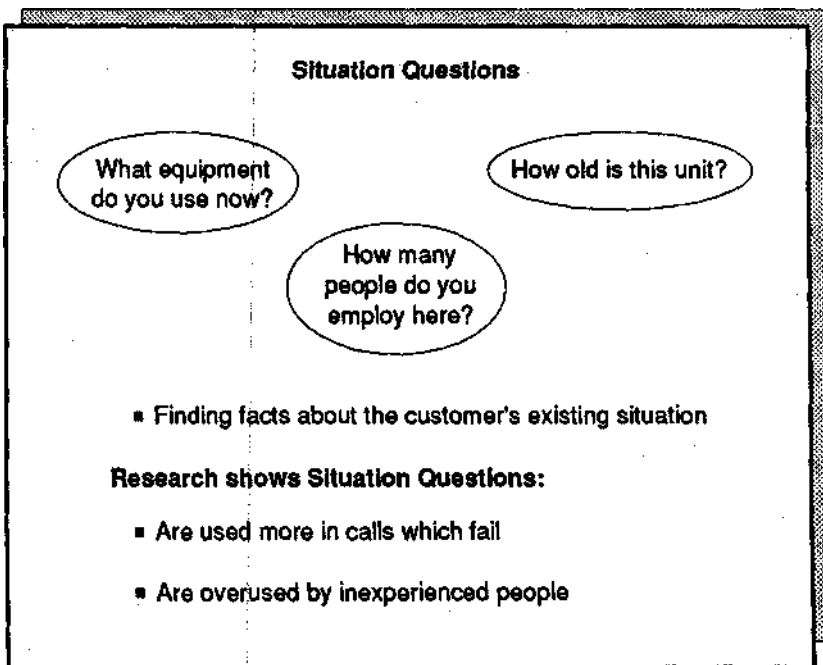 Situation Questions
What equipment
do you use now?
How old is this unit?
How many
people do you
employ here?
▪ Finding facts about the customer's existing situation
Research shows Situation Questions:
▪ Are used more in calls which fail
▪ Are overused by inexperienced people